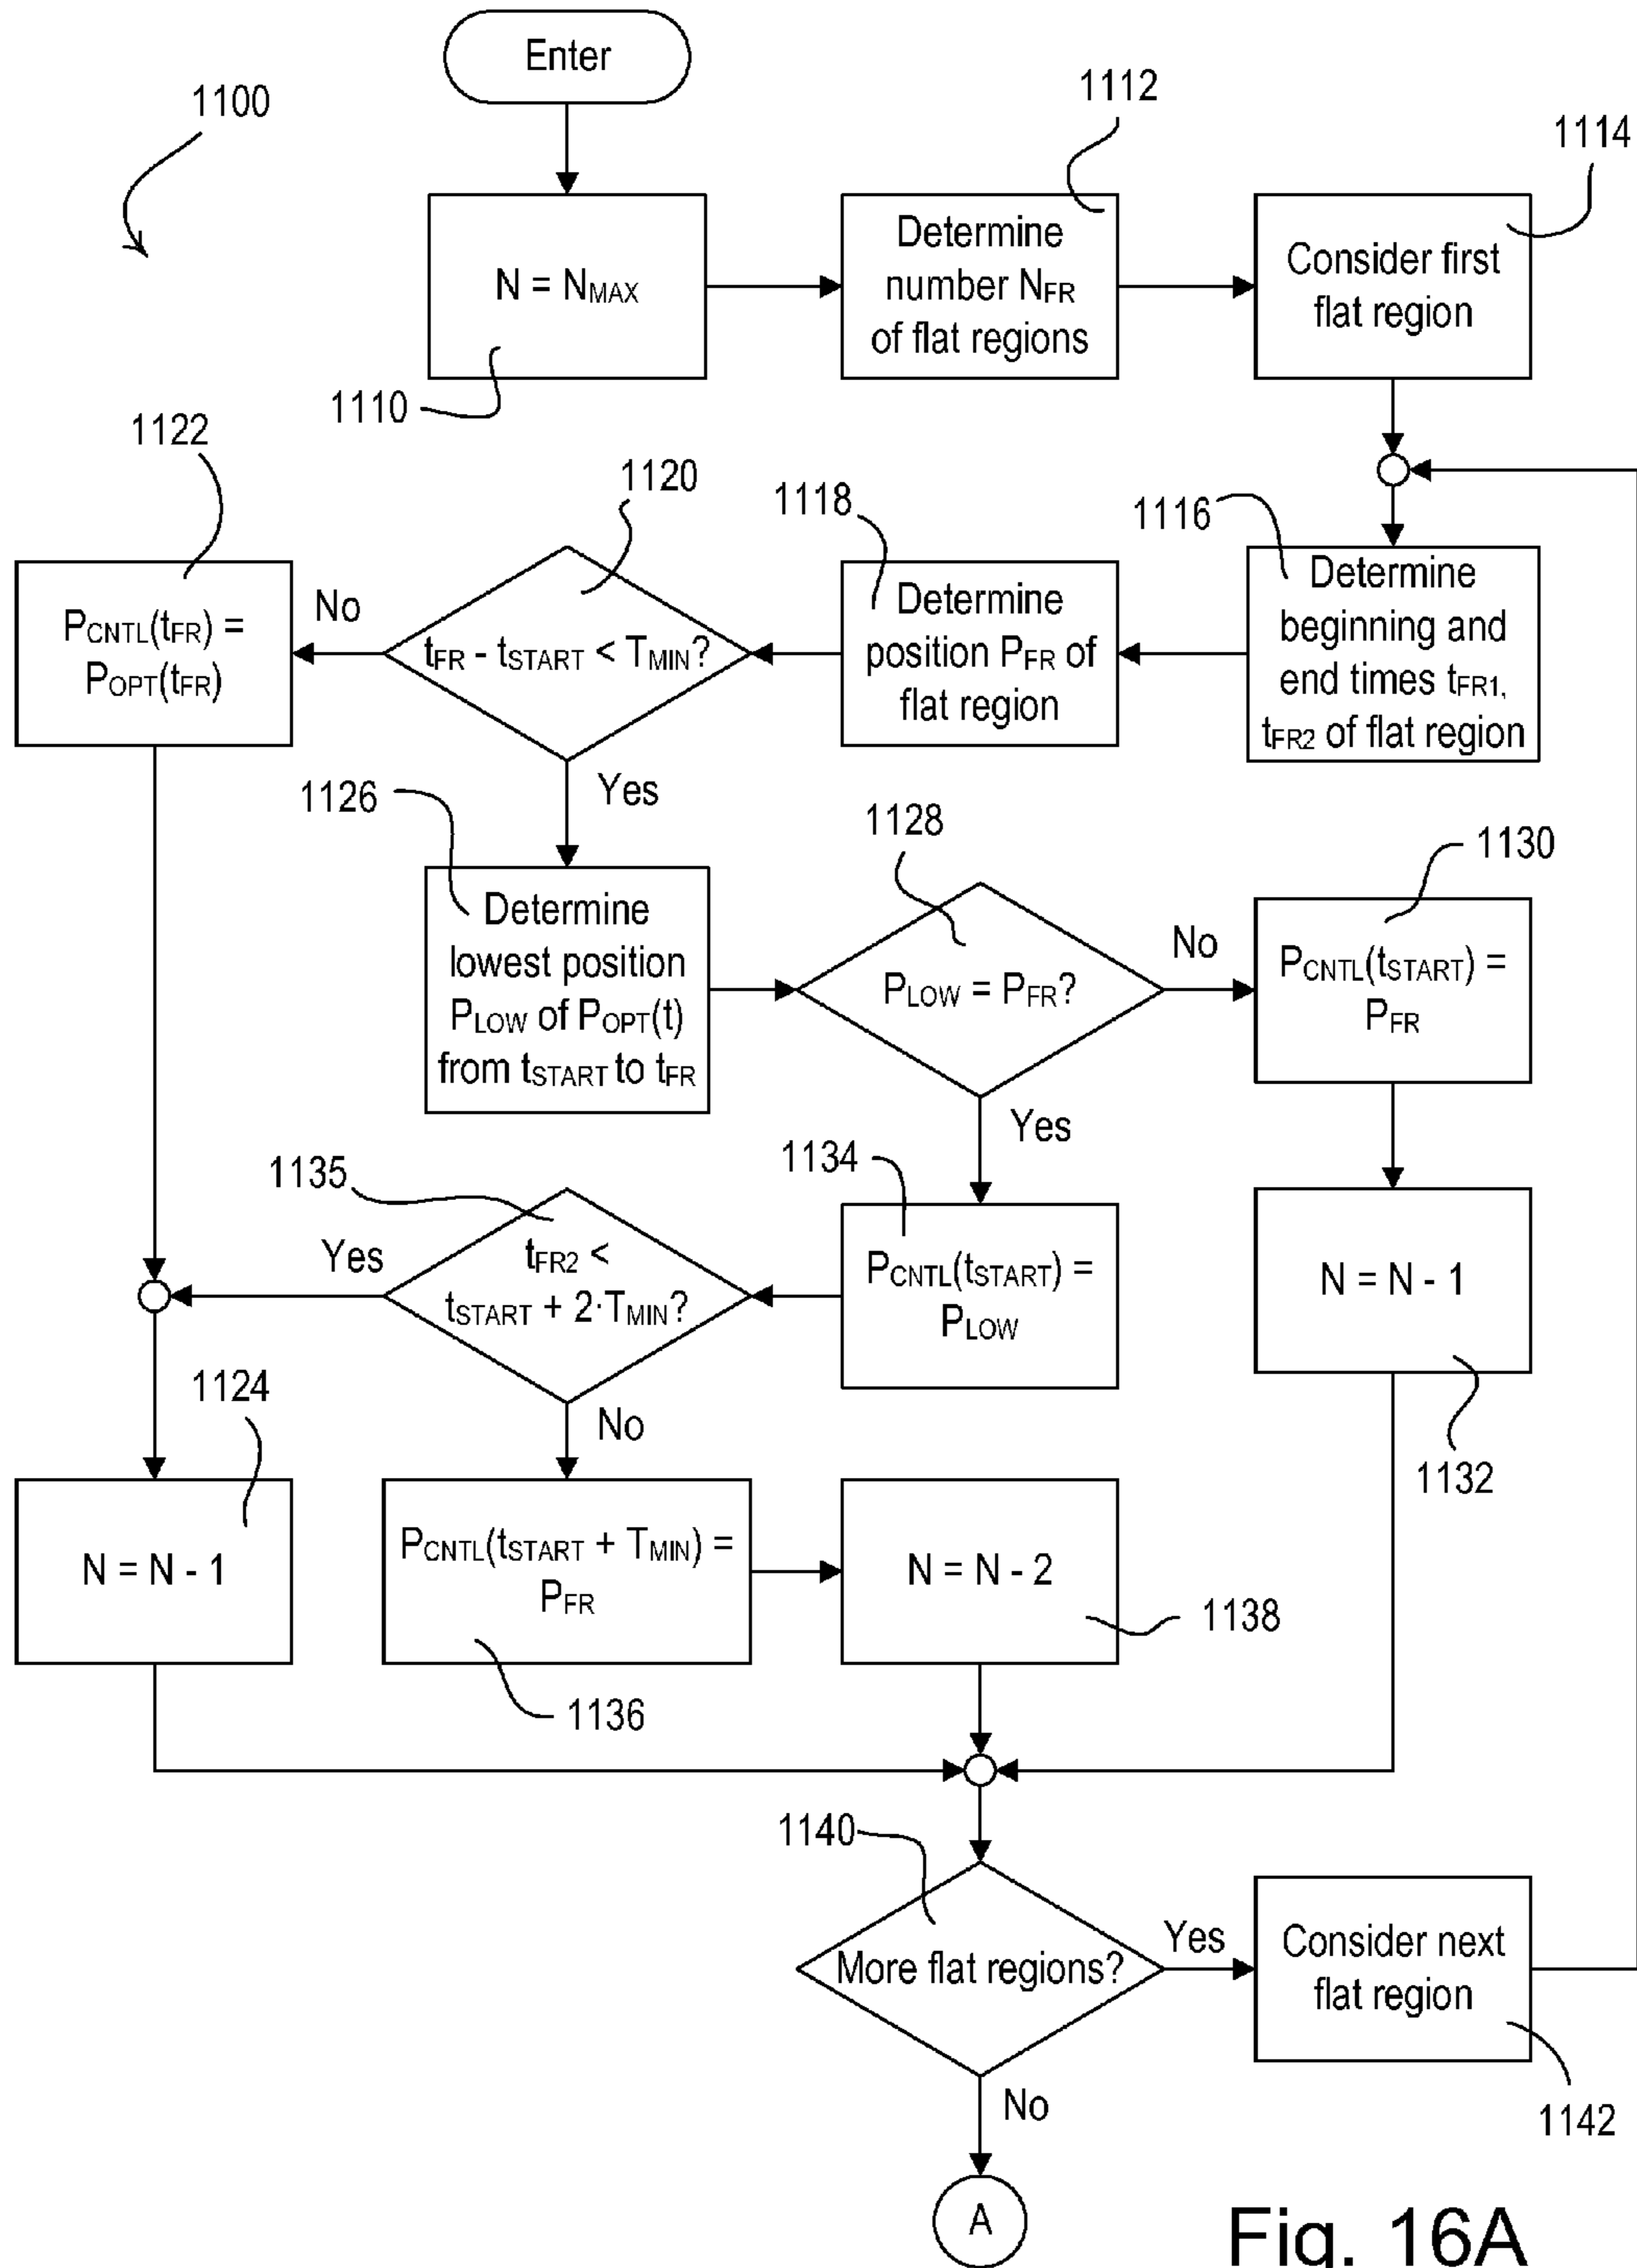 Enter
1100
1112
1114
N = NMAX
1110
Determine
number NFR
of flat regions
Consider first
flat region
1122
1120
1118
1116
PCNTL(tFR) =
POPT(tFR)
No
tFR - tSTART < TMIN?
Determine
position PFR of
flat region
Determine
beginning and
end times tFR1,
tFR2 of flat region
Yes
1126
1128
1130
Determine
lowest position
PLOW of POPT(t)
from tSTART to tFR
PLOW = PFR?
No
PCNTL(tSTART) =
PFR
Yes
1135
1134
Yes
tFR2 <
tSTART + 2·TMIN?
PCNTL(tSTART) =
PLOW
N = N - 1
1124
No
1132
N = N - 1
PCNTL(tSTART + TMIN) =
PFR
N = N - 2
1138
1136
1140
More flat regions?
Yes
Consider next
flat region
No
1142
A
Fig. 16A